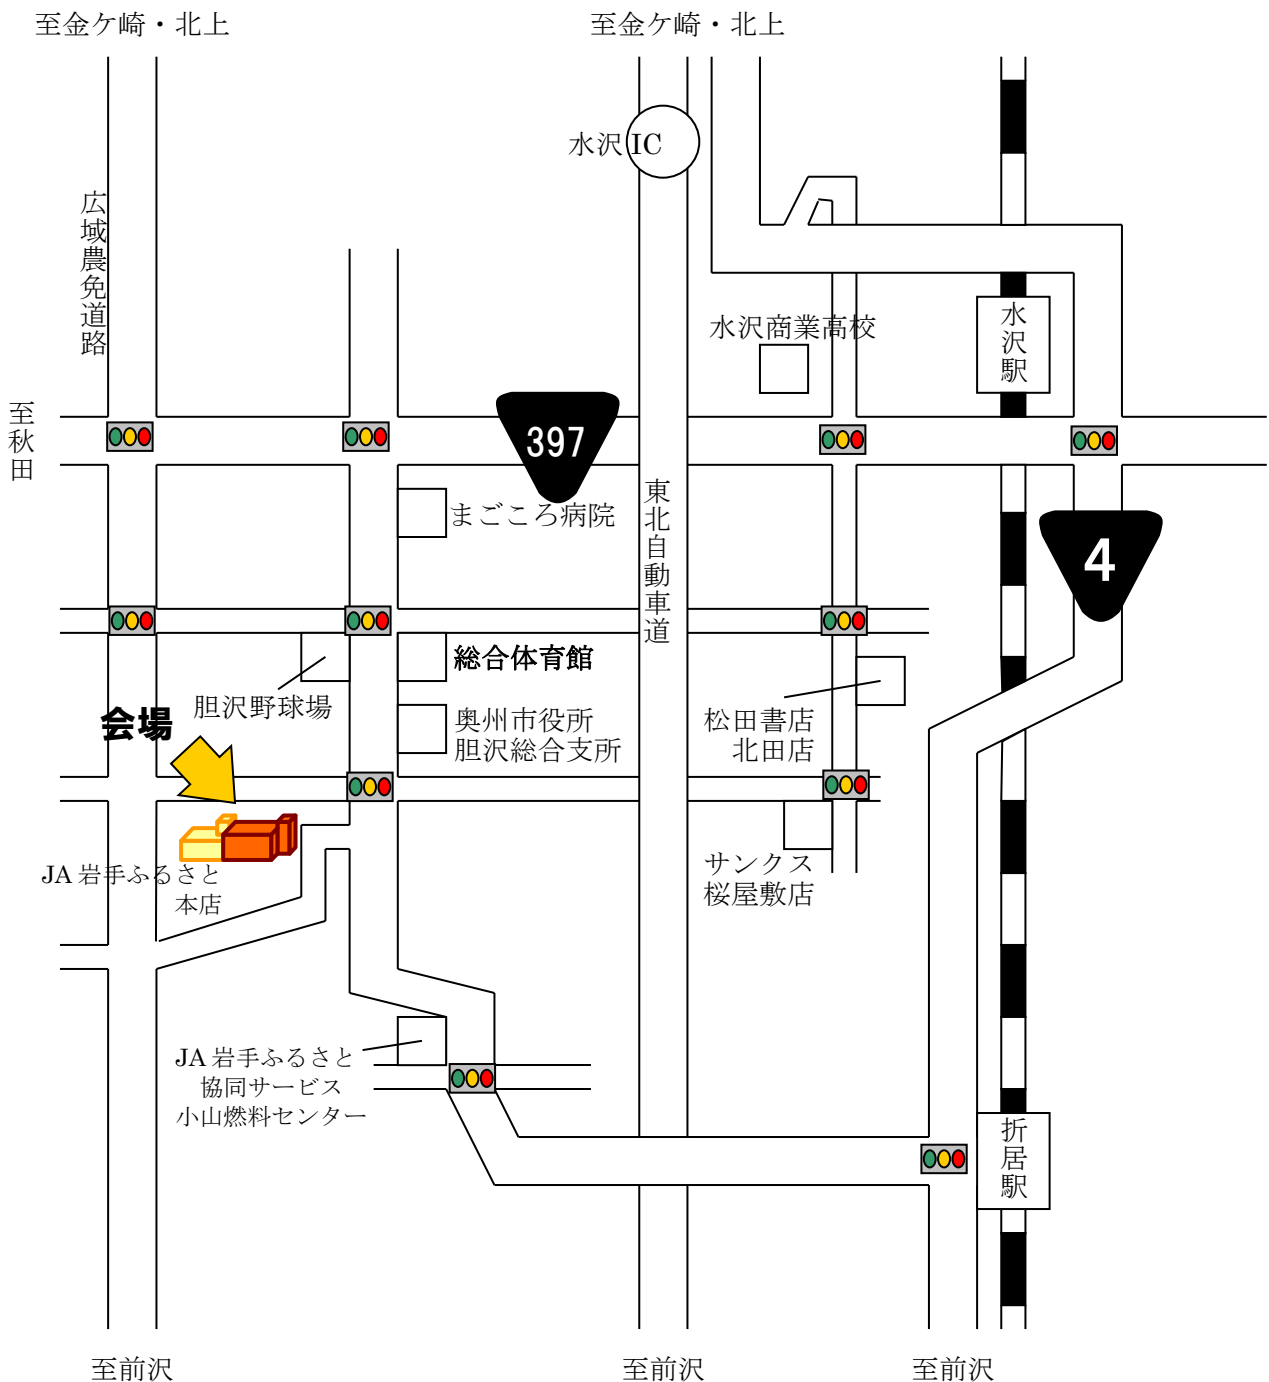 至金ケ崎・北上
至金ケ崎・北上
水沢 IC
広域農免道路
水沢駅
水沢商業高校
至秋田
397
東北自動車道
まごころ病院
4
総合体育館
胆沢野球場
会場
奥州市役所
胆沢総合支所
松田書店
北田店
JA 岩手ふるさと
本店
サンクス
桜屋敷店
JA 岩手ふるさと
協同サービス
小山燃料センター
折居駅
至前沢
至前沢
至前沢